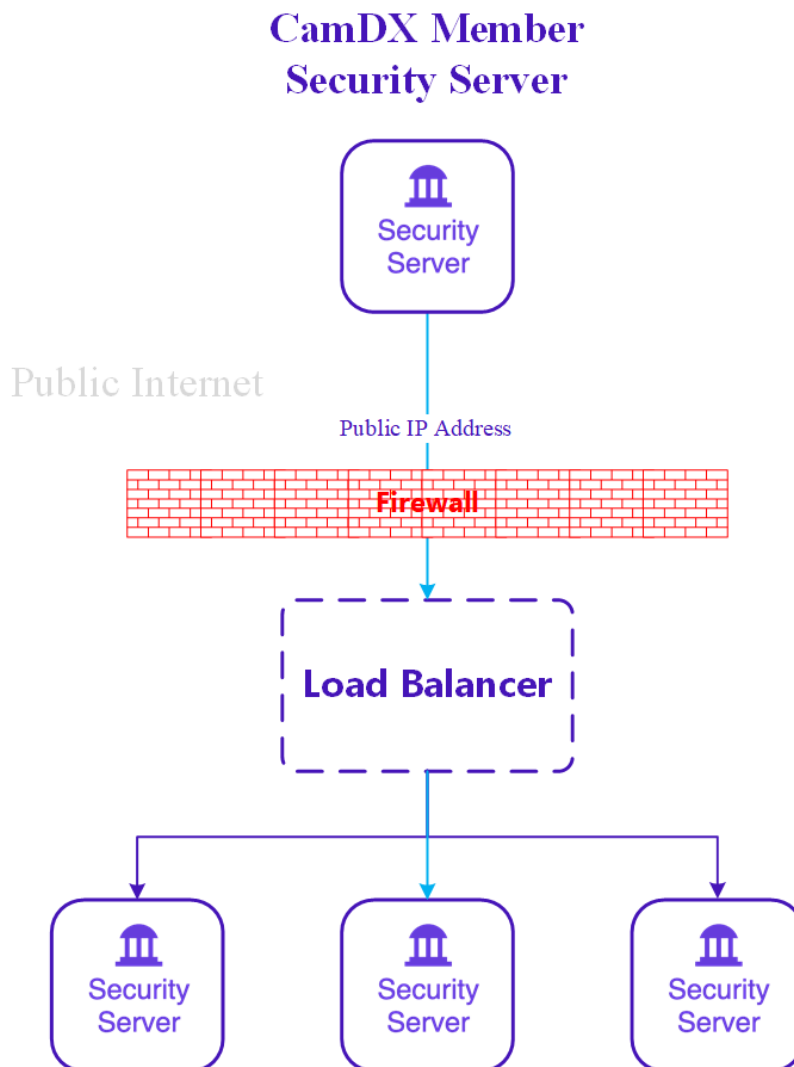 CamDX Member
Security Server
Security
Server
Public Internet
Public IP Address
Firewall
Load Balancer
Security
Server
Security
Server
Security
Server